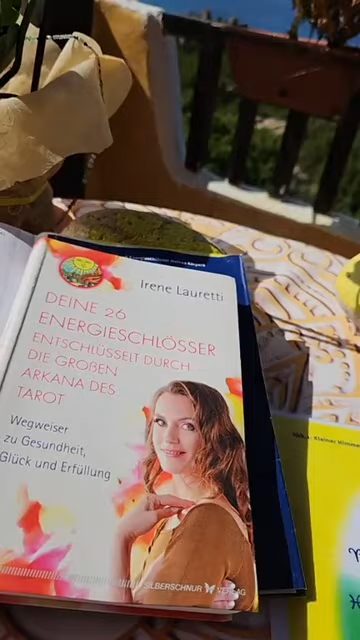 Irene Lauretti
DEINE 26
ENERGIESCHLÖSSER
ENTSCHLÜSSELT DURCH
DIE GROßEN
ARKANA DES
TAROT
Wegweiser
zu Gesundheit,
Glück und Erfüllung
SILBERSCHNUR VERLAG